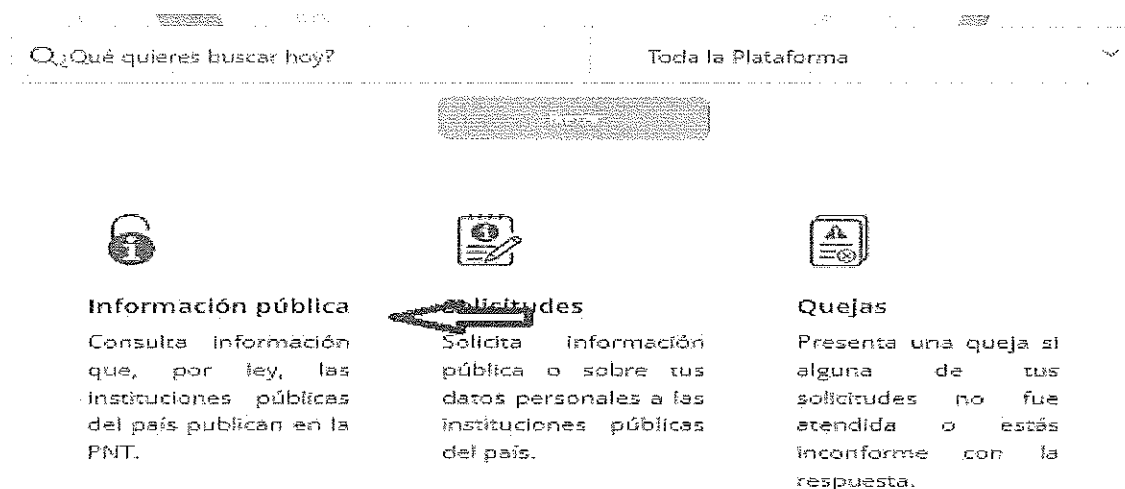 ¿Qué quieres buscar hoy?
Toda la Plataforma
Información pública
Consulta información
que, por ley, las
instituciones públicas
del país publican en la
PNT.
Solicitudes
Solicita información
pública o sobre tus
datos personales a las
instituciones públicas
del país.
Quejas
Presenta una queja si
alguna de tus
solicitudes no fue
atendida o estás
inconforme con la
respuesta.